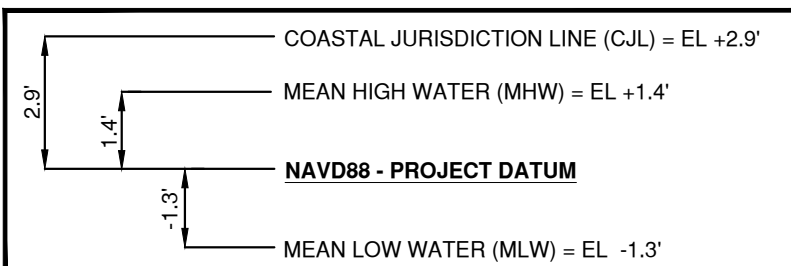 COASTAL JURISDICTION LINE (CJL) = EL +2.9'
2.9'
MEAN HIGH WATER (MHW) = EL +1.4'
1.4'
NAVD88 - PROJECT DATUM
-1.3'
MEAN LOW WATER (MLW) = EL -1.3'